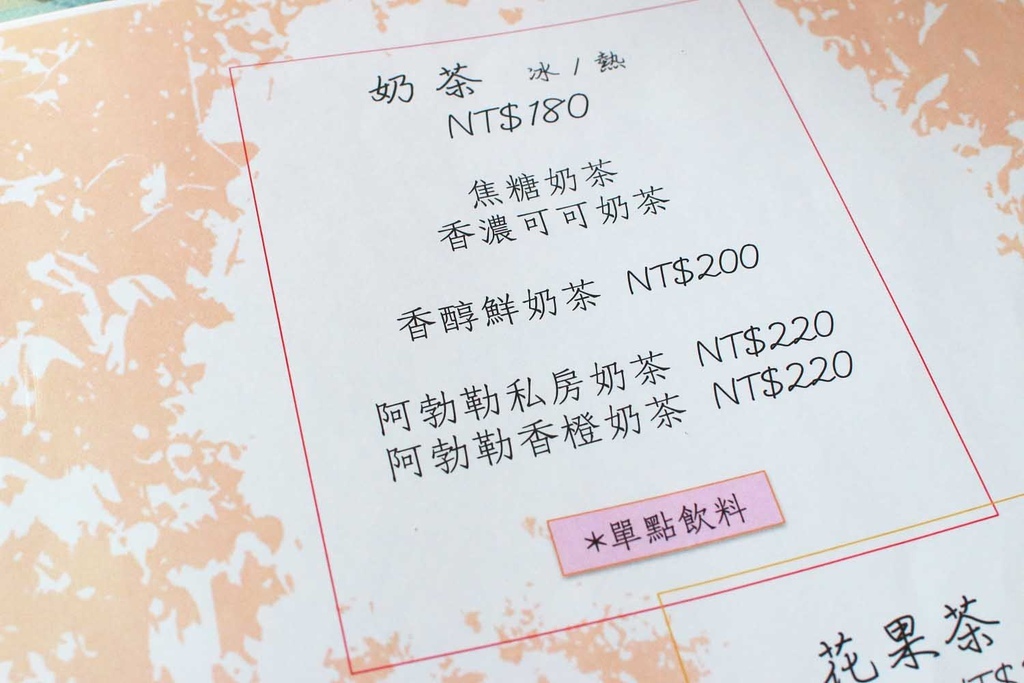 奶茶 冰/熱
NT$180
焦糖奶茶
香濃可可奶茶
香醇鮮奶茶 NT$200
阿勃勒私房奶茶 NT$220
阿勃勒香橙奶茶 NT$220
*單點飲料
花果茶